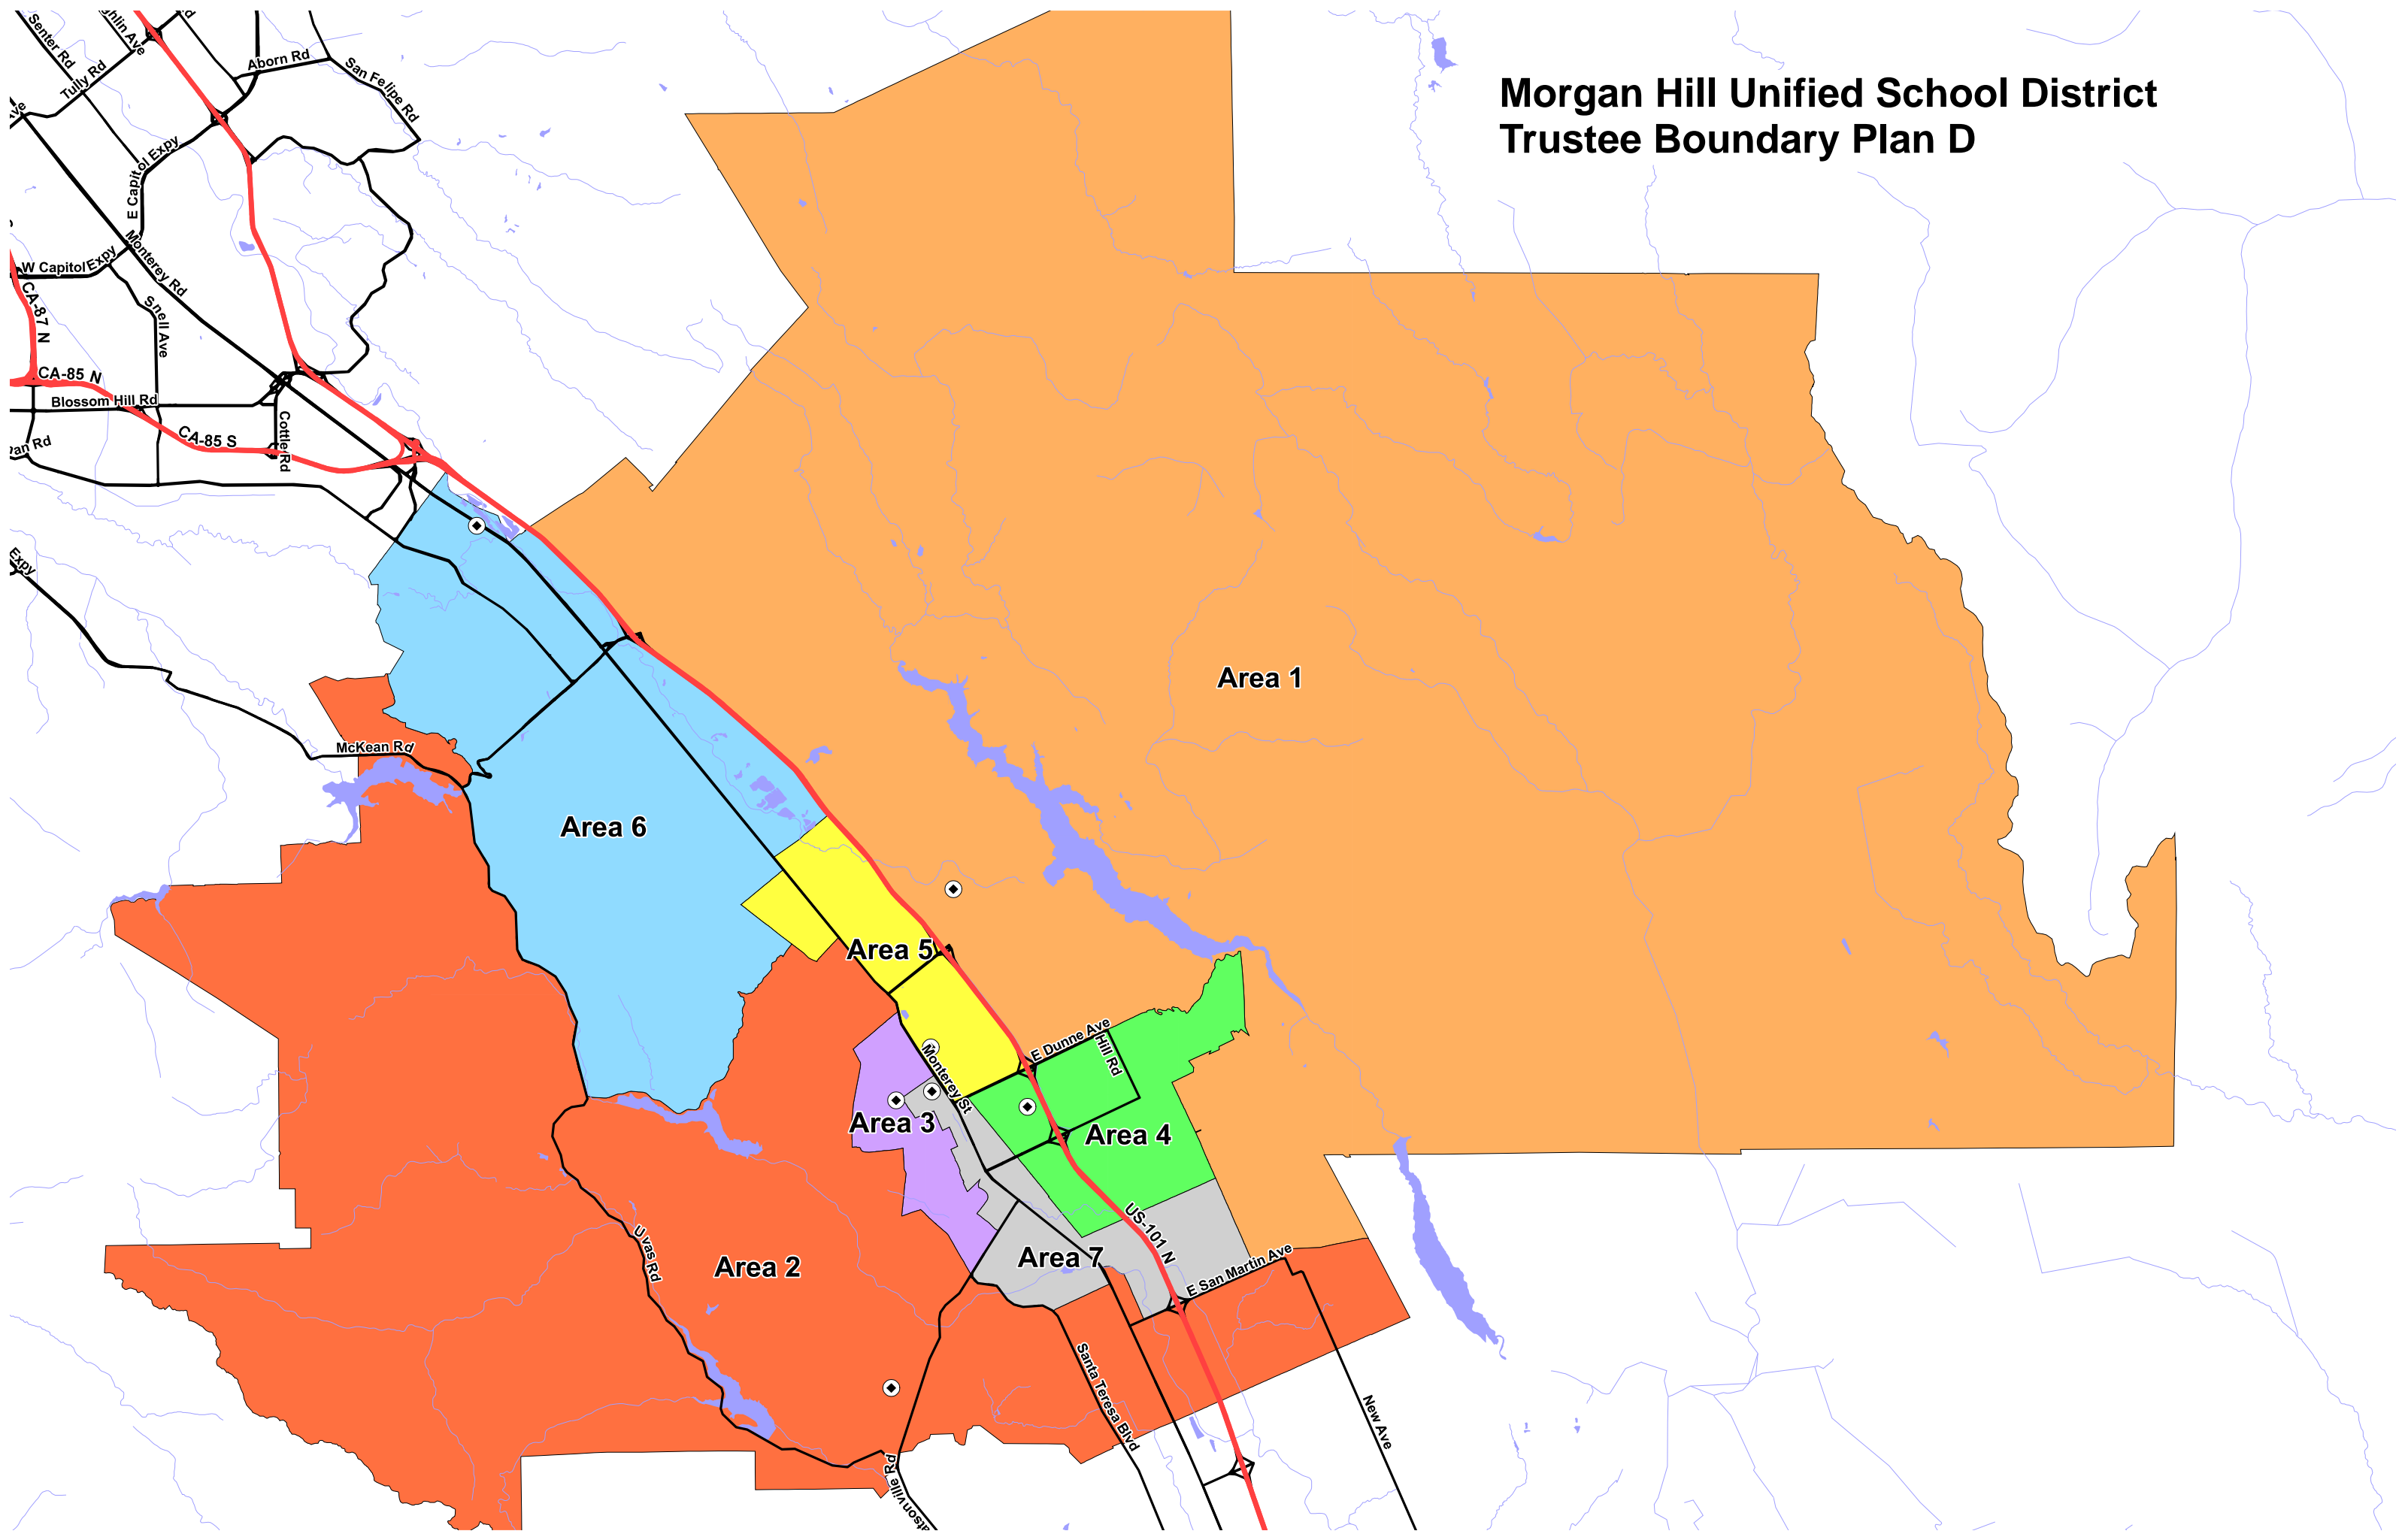 Morgan Hill Unified School District
Trustee Boundary Plan D
Senter Rd
Tully Rd
Aborn Rd
San Felipe Rd
E Capitol Expy
W Capitol Expy
Monterey Rd
Snell Ave
CA-87 N
CA-85 N
Blossom Hill Rd
CA-85 S
Cottle Rd
Expy
McKean Rd
Area 1
Area 6
Area 5
E Dunne Ave
Hill Rd
Monterey St
Area 3
Area 4
US-101 N
Area 7
E San Martin Ave
Area 2
Uvas Rd
Santa Teresa Blvd
New Ave